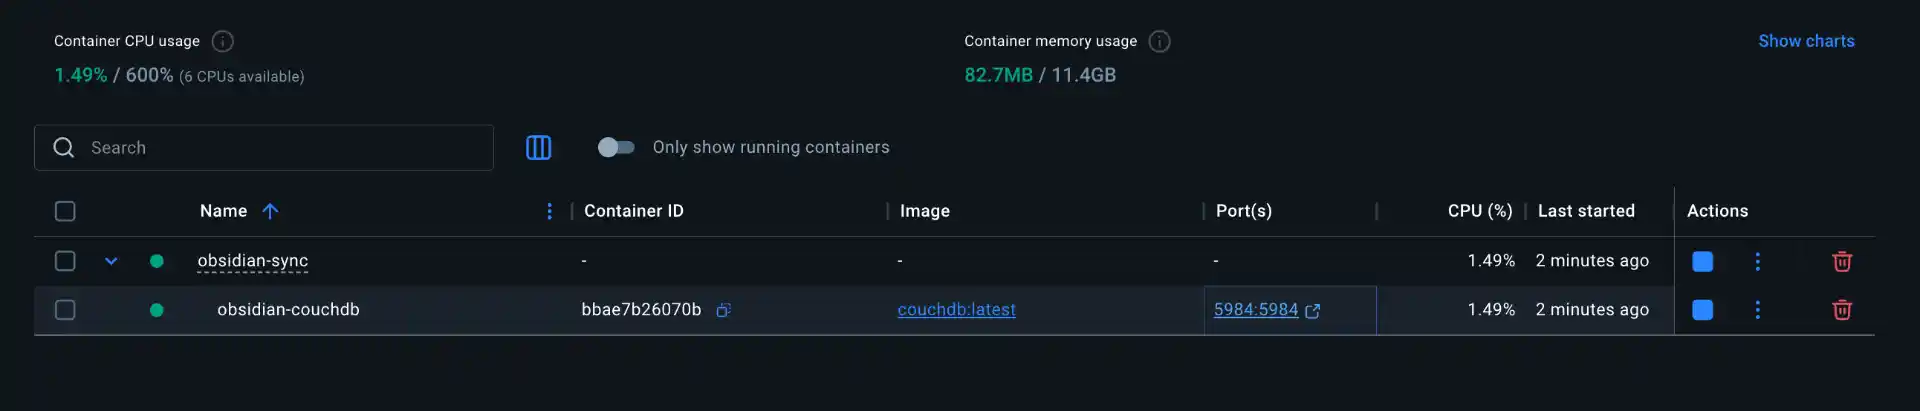 Container CPU usage
1.49% / 600% (6 CPUs available)
Container memory usage
82.7MB / 11.4GB
Show charts
Search
Only show running containers
Name Container ID Image Port(s) CPU (%) Last started Actions
obsidian-sync - - - 1.49% 2 minutes ago
obsidian-couchdb bbae7b26070b couchdb:latest 5984:5984 1.49% 2 minutes ago